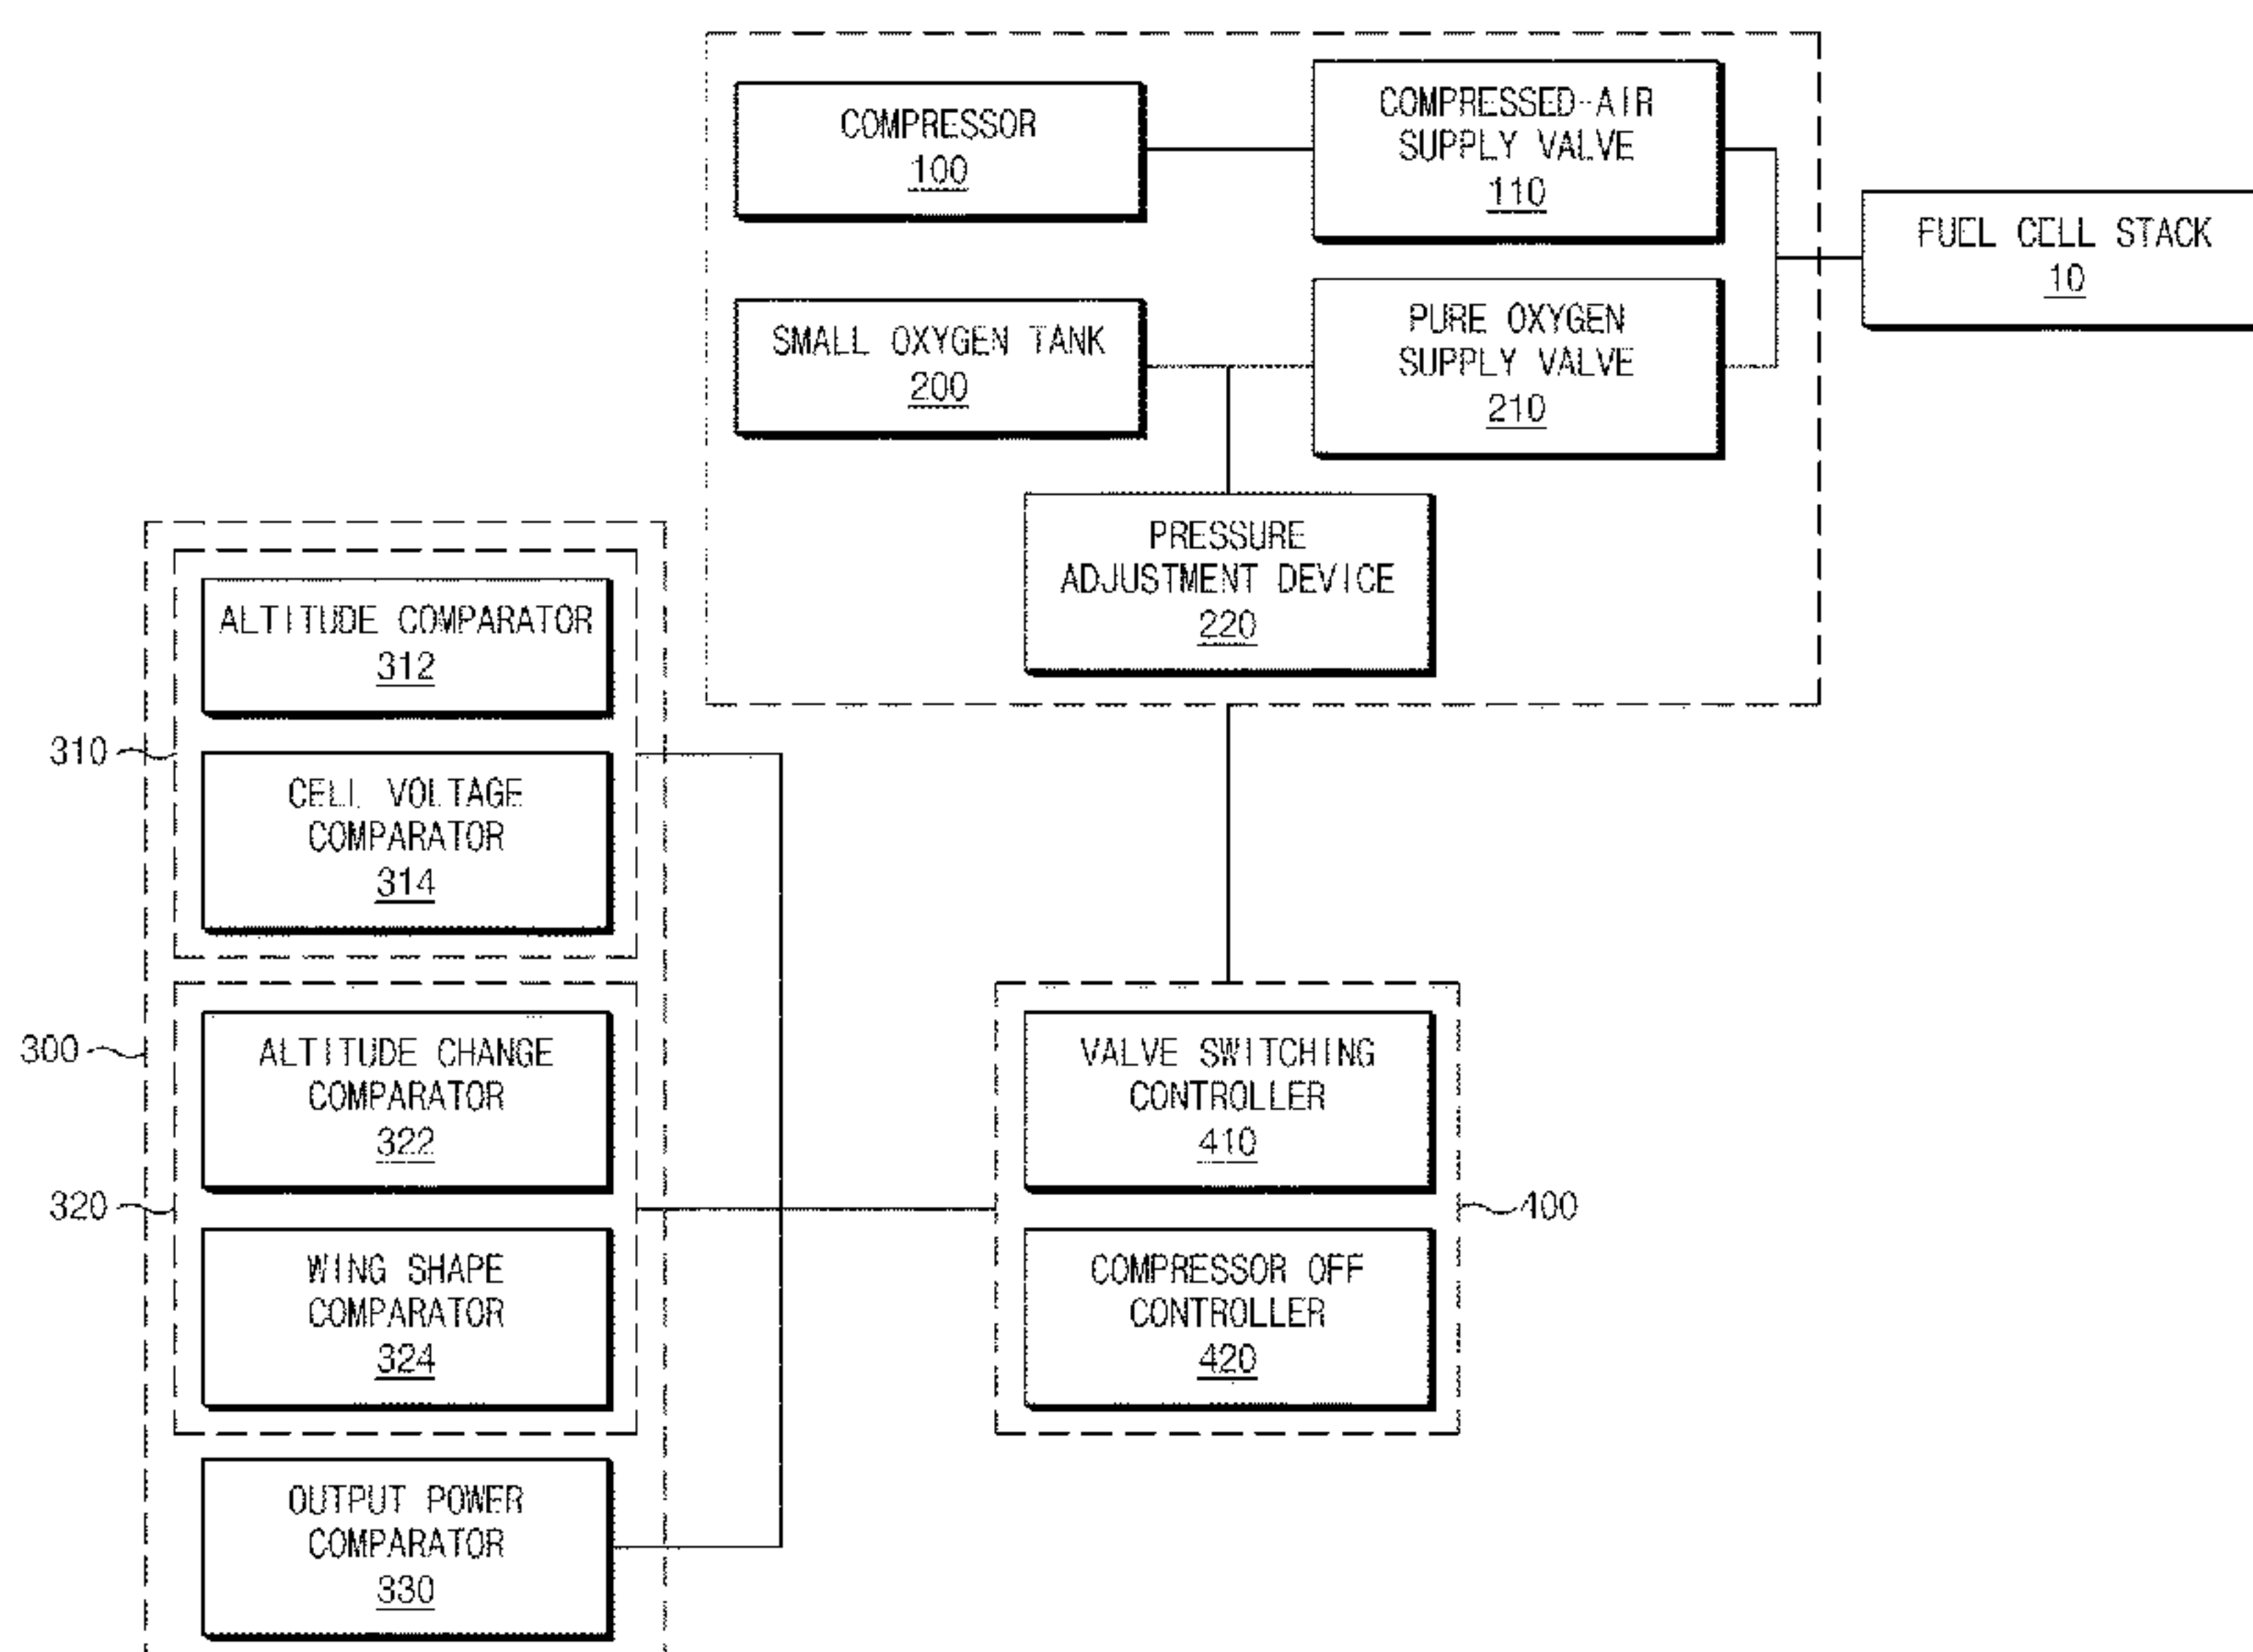 COMPRESSOR
100
COMPRESSED-AIR
SUPPLY VALVE
110
FUEL CELL STACK
10
SMALL OXYGEN TANK
200
PURE OXYGEN
SUPPLY VALVE
210
PRESSURE
ADJUSTMENT DEVICE
220
ALTITUDE COMPARATOR
312
310
CELL VOLTAGE
COMPARATOR
314
300
ALTITUDE CHANGE
COMPARATOR
322
320
WING SHAPE
COMPARATOR
324
OUTPUT POWER
COMPARATOR
330
VALVE SWITCHING
CONTROLLER
410
400
COMPRESSOR OFF
CONTROLLER
420